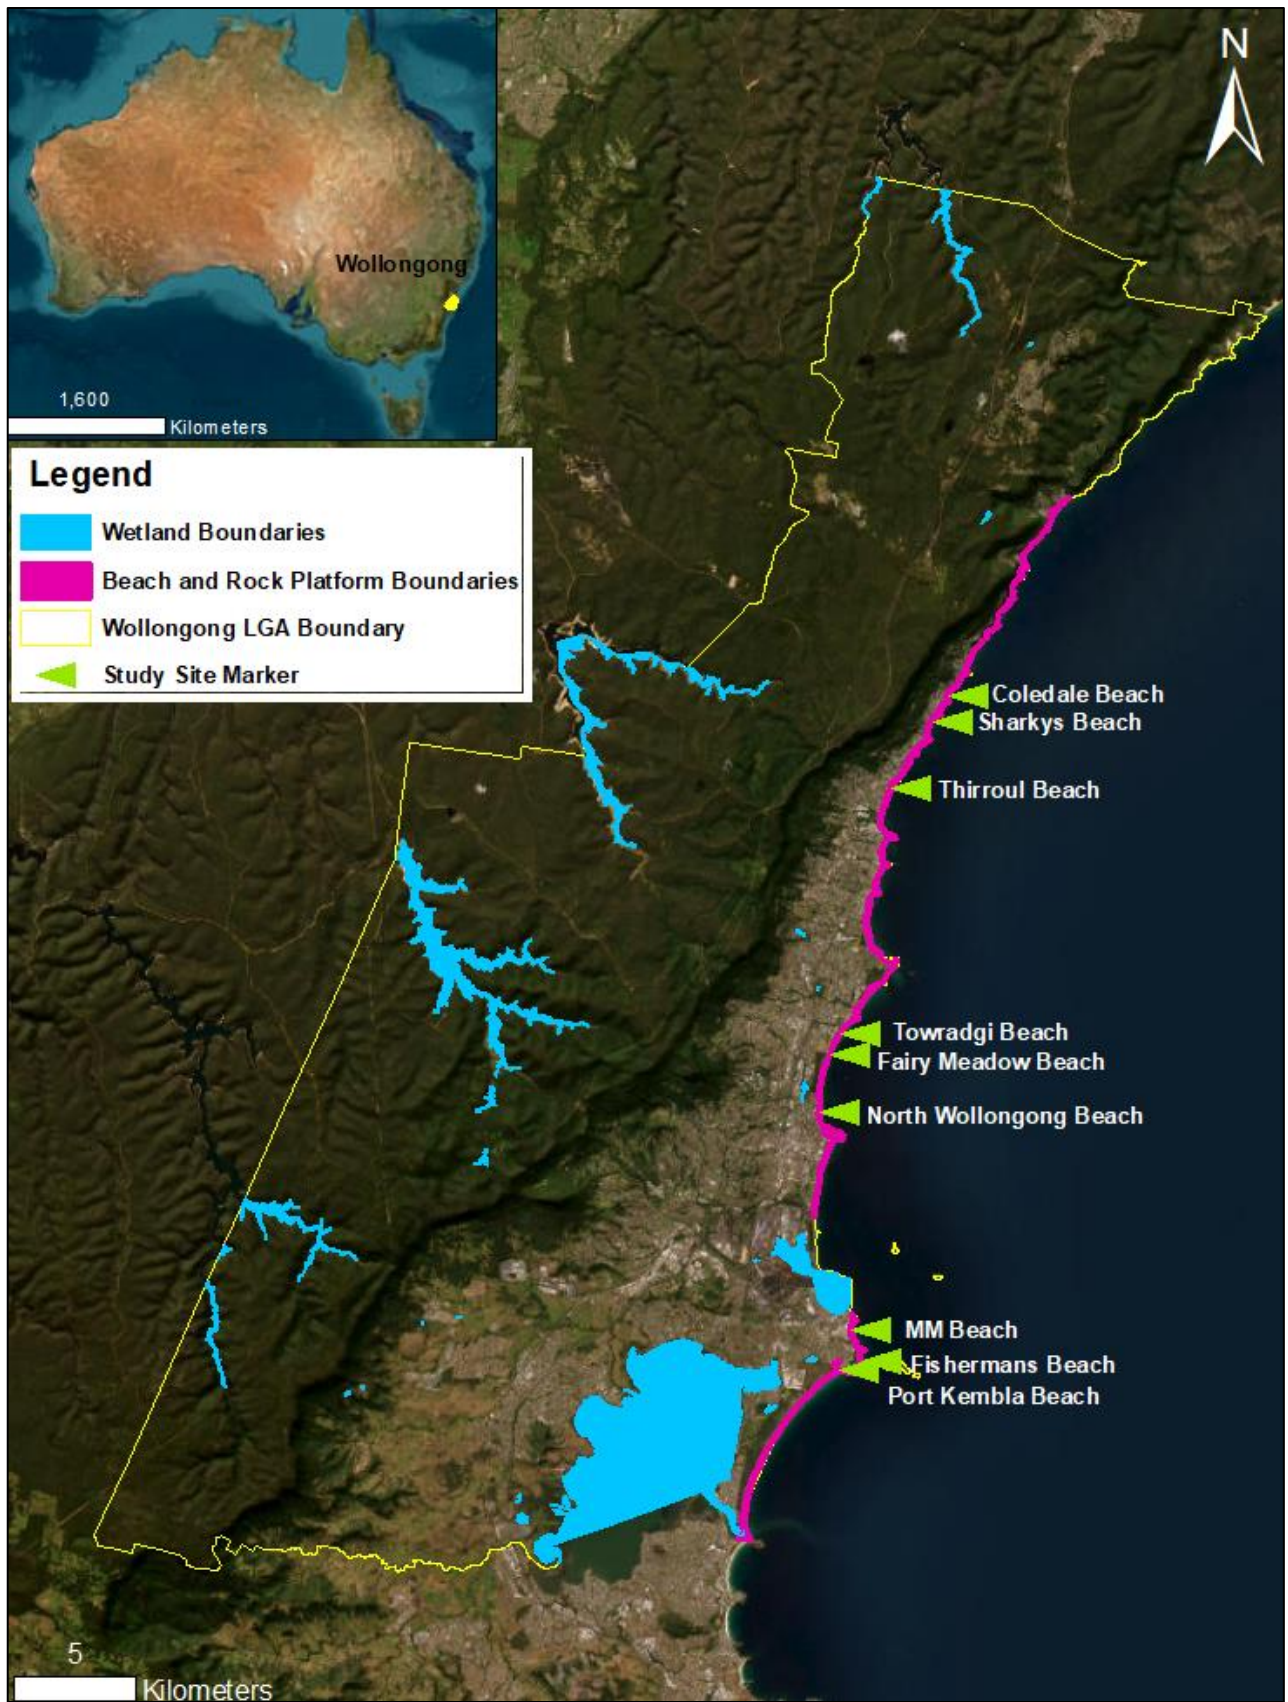 N
Wollongong
1,600
Kilometers
Legend
Wetland Boundaries
Beach and Rock Platform Boundaries
Wollongong LGA Boundary
Study Site Marker
Coledale Beach
Sharkys Beach
Thirroul Beach
Towradgi Beach
Fairy Meadow Beach
North Wollongong Beach
MM Beach
Fishermans Beach
Port Kembla Beach
5
Kilometers